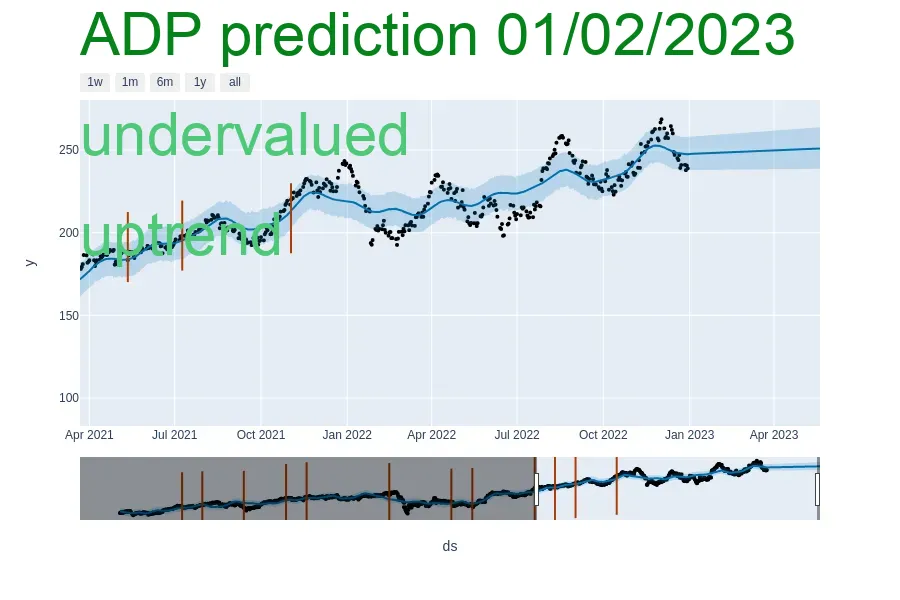 ADP prediction 01/02/2023
1w 1m 6m 1y all
undervalued
uptrend
250
200
150
100
y
Apr 2021 Jul 2021 Oct 2021 Jan 2022 Apr 2022 Jul 2022 Oct 2022 Jan 2023 Apr 2023
ds